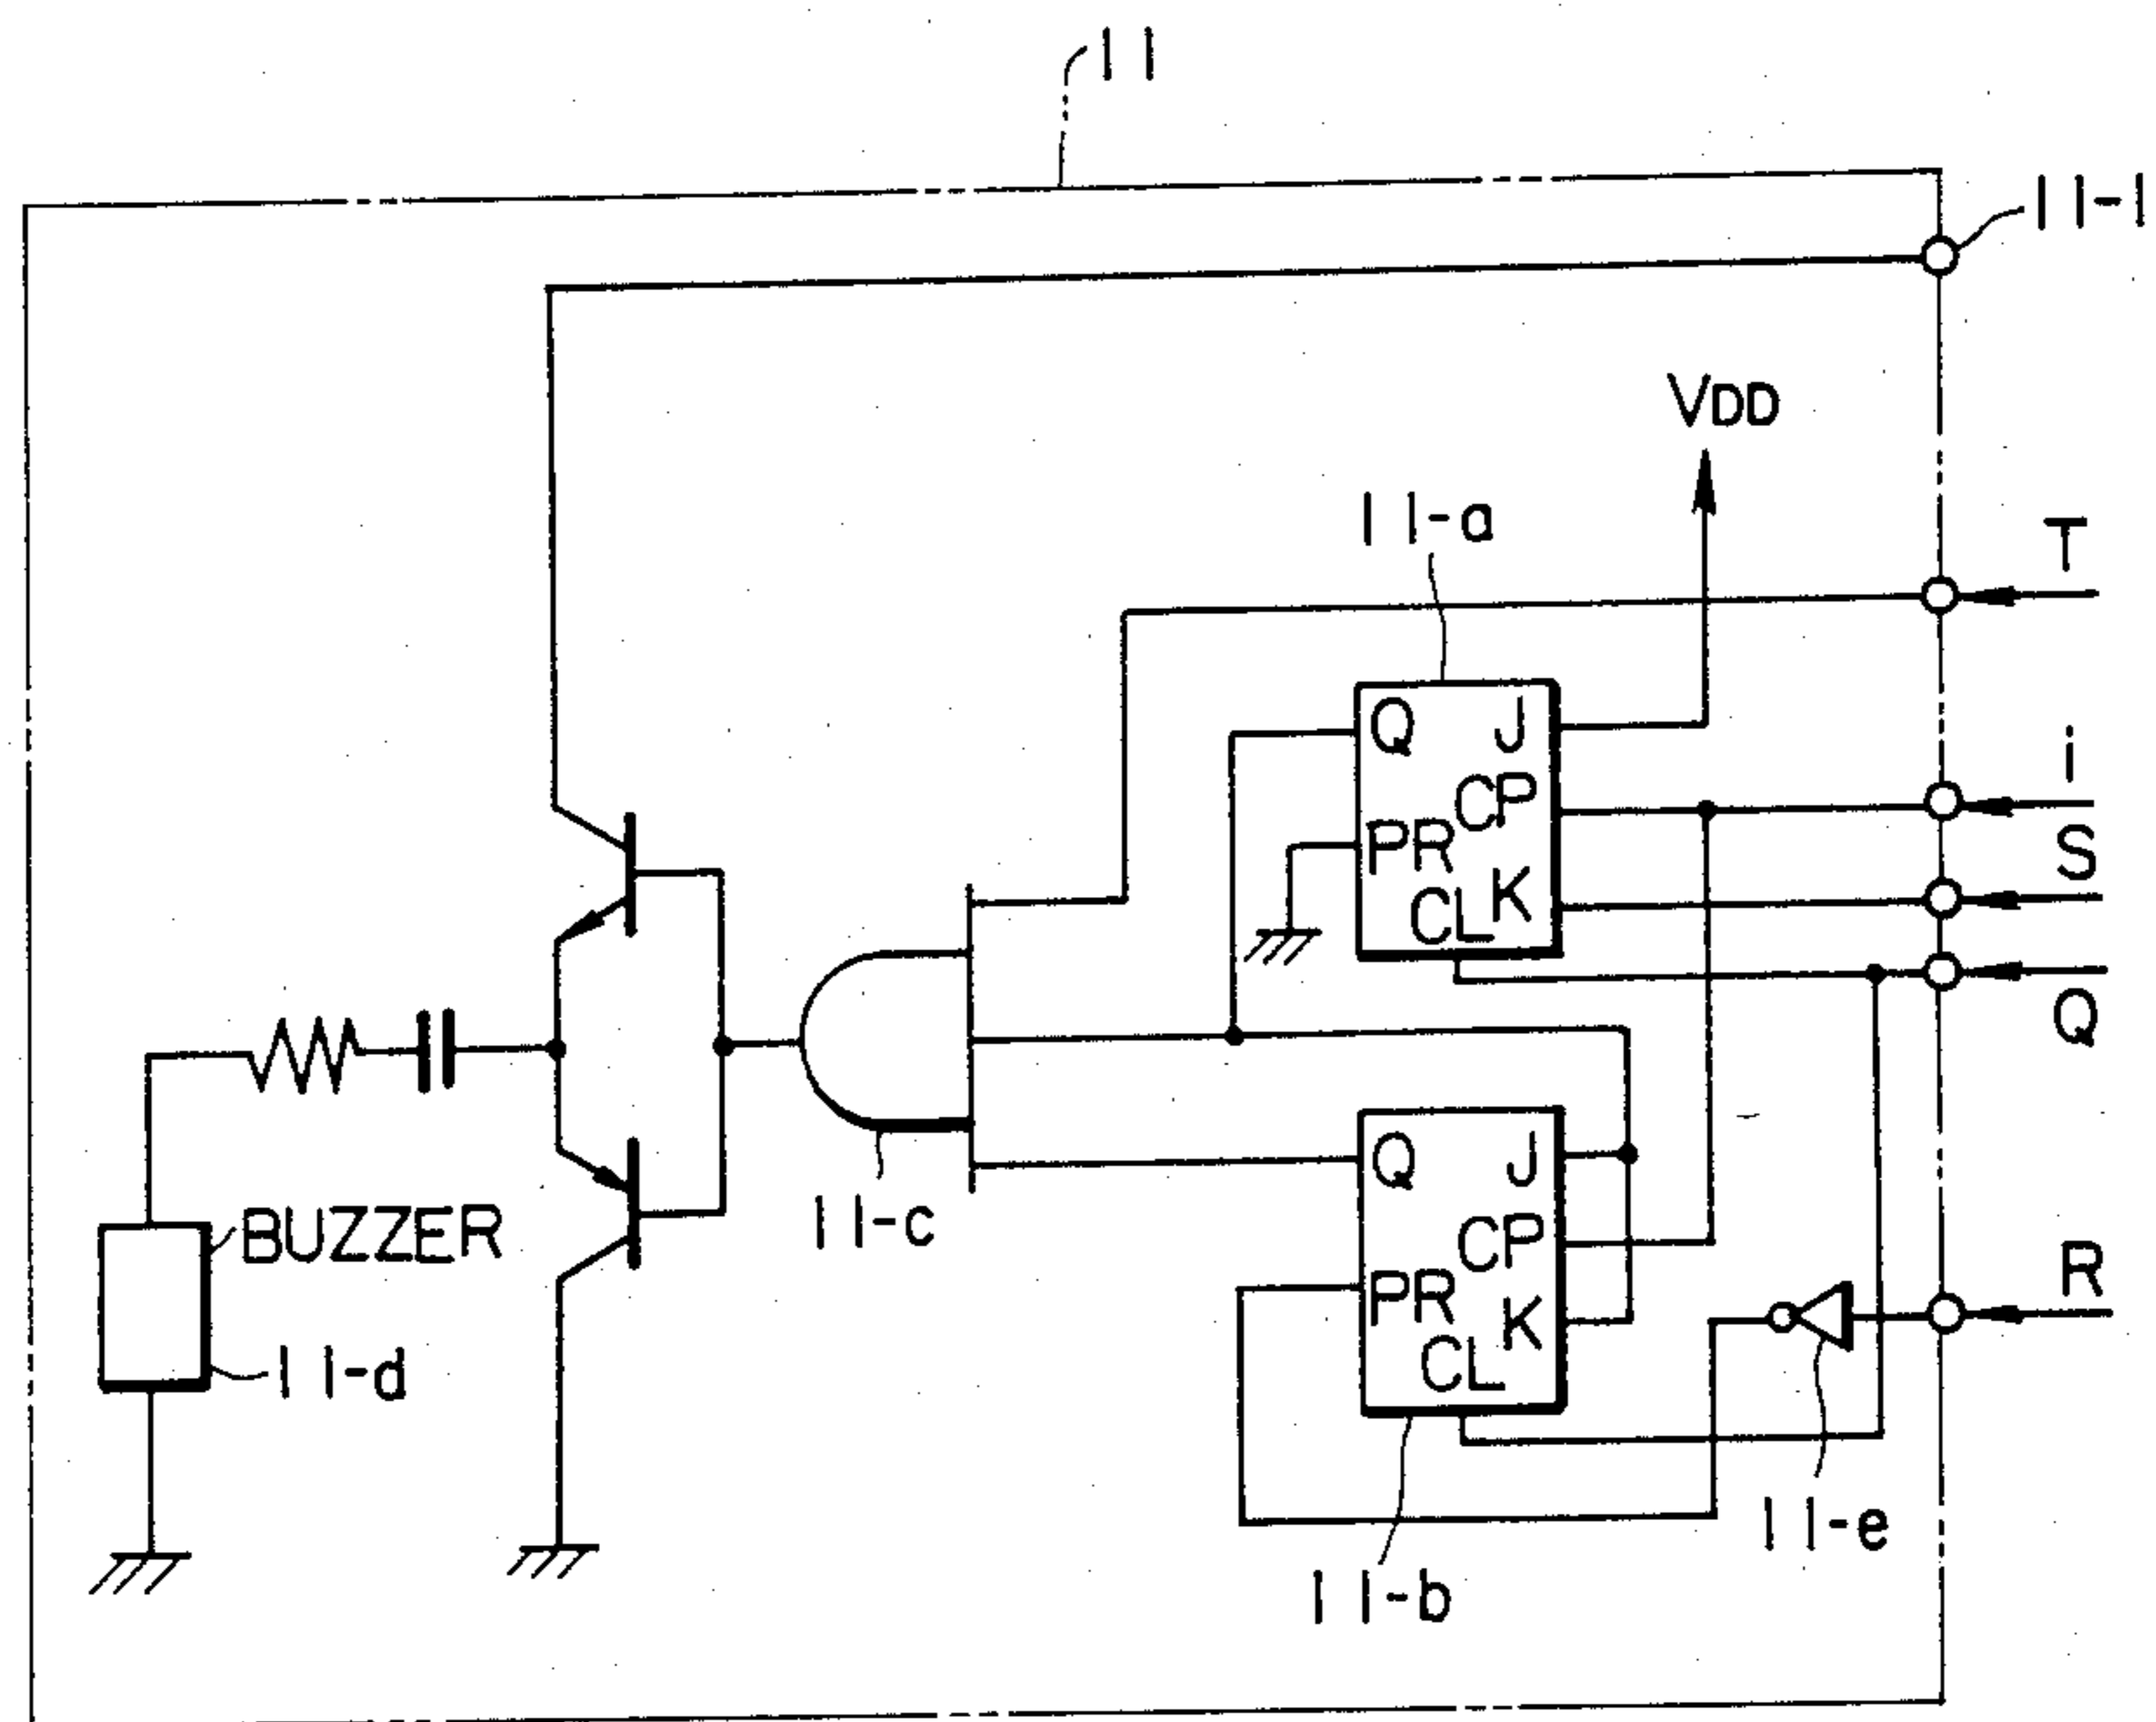 11
11-1
VDD
11-a
T
Q J
CP
PR
CL K
i
S
Q
Q J
CP
PR
CL K
11-c
BUZZER
11-d
R
11-e
11-b